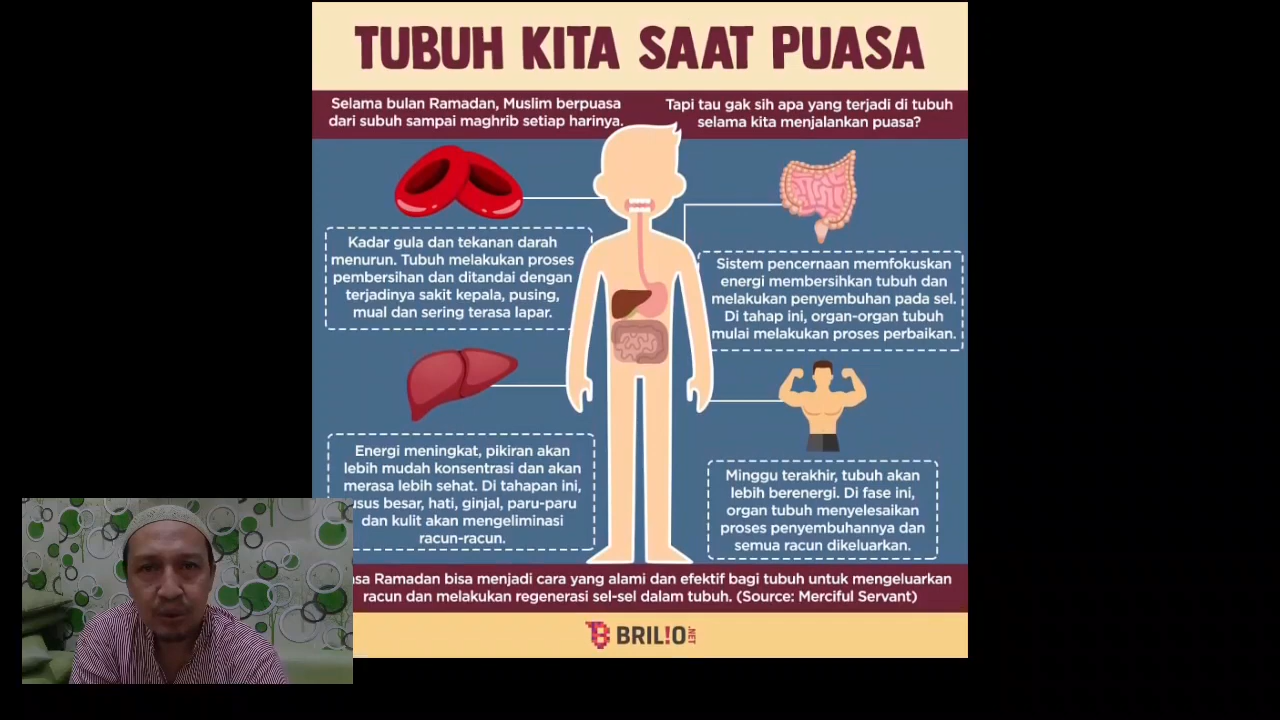 TUBUH KITA SAAT PUASA
Selama bulan Ramadan, Muslim berpuasa
dari subuh sampai maghrib setiap harinya.
Tapi tau gak sih apa yang terjadi di tubuh
selama kita menjalankan puasa?
Kadar gula dan tekanan darah
menurun. Tubuh melakukan proses
pembersihan dan ditandai dengan
terjadinya sakit kepala, pusing,
mual dan sering terasa lapar.
Sistem pencernaan memfokuskan
energi membersihkan tubuh dan
melakukan penyembuhan pada sel.
Di tahap ini, organ-organ tubuh
mulai melakukan proses perbaikan.
Energi meningkat, pikiran akan
lebih mudah konsentrasi dan akan
merasa lebih sehat. Di tahapan ini,
usus besar, hati, ginjal, paru-paru
dan kulit akan mengeliminasi
racun-racun.
Minggu terakhir, tubuh akan
lebih berenergi. Di fase ini,
organ tubuh menyelesaikan
proses penyembuhannya dan
semua racun dikeluarkan.
asa Ramadan bisa menjadi cara yang alami dan efektif bagi tubuh untuk mengeluarkan
racun dan melakukan regenerasi sel-sel dalam tubuh. (Source: Merciful Servant)
BRIL!O.NET